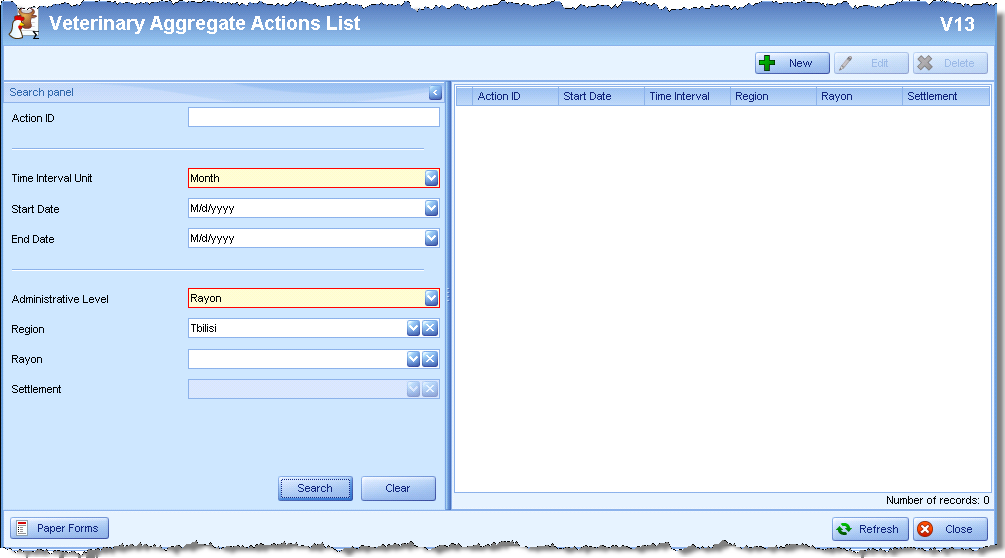 Veterinary Aggregate Actions List
V13
New
Edit
Delete
Search panel
Action ID
Time Interval Unit
Month
Start Date
M/d/yyyy
End Date
M/d/yyyy
Administrative Level
Rayon
Region
Tbilisi
Rayon
Settlement
Search
Clear
Action ID
Start Date
Time Interval
Region
Rayon
Settlement
Number of records: 0
Paper Forms
Refresh
Close